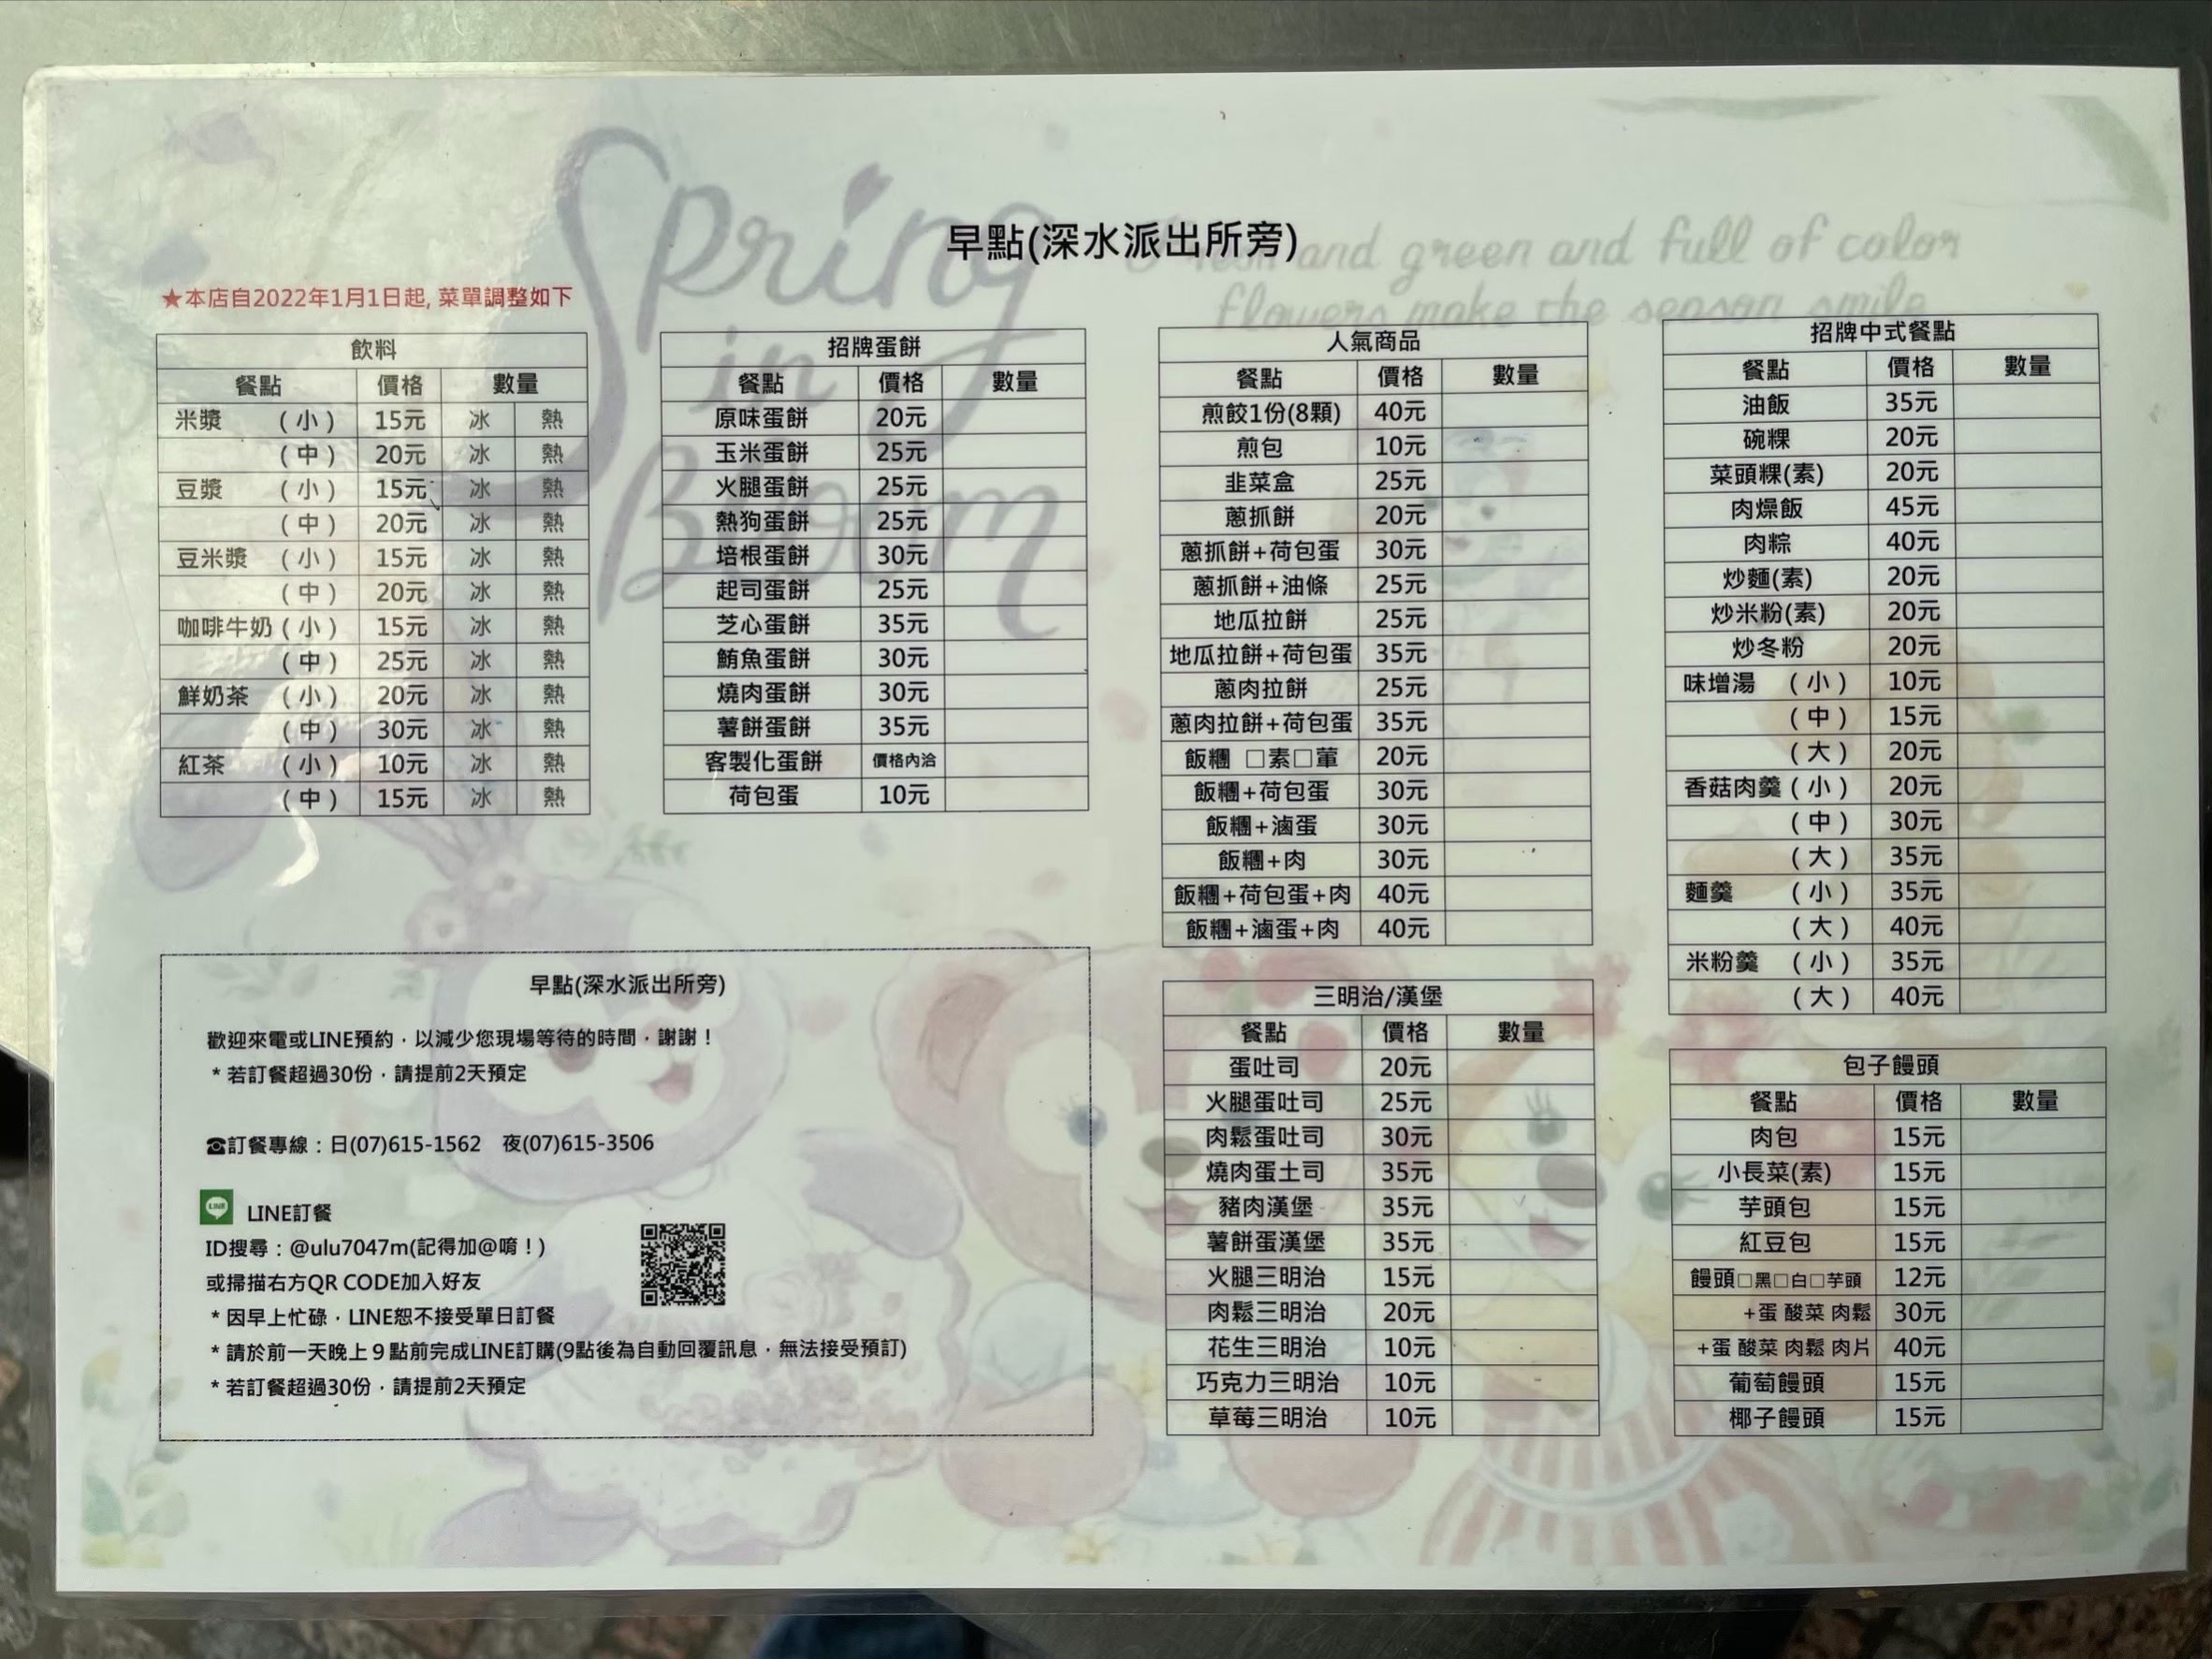 Spring
in
Bloom
and green and full of color
flowers make the season smile
早點(深水派出所旁)
★本店自2022年1月1日起, 菜單調整如下
飲料
餐點 價格 數量
米漿 (小) 15元 冰 熱
(中) 20元 冰 熱
豆漿 (小) 15元 冰 熱
(中) 20元 冰 熱
豆米漿 (小) 15元 冰 熱
(中) 20元 冰 熱
咖啡牛奶 (小) 15元 冰 熱
(中) 25元 冰 熱
鮮奶茶 (小) 20元 冰 熱
(中) 30元 冰 熱
紅茶 (小) 10元 冰 熱
(中) 15元 冰 熱
招牌蛋餅
餐點 價格 數量
原味蛋餅 20元
玉米蛋餅 25元
火腿蛋餅 25元
熱狗蛋餅 25元
培根蛋餅 30元
起司蛋餅 25元
芝心蛋餅 35元
鮪魚蛋餅 30元
燒肉蛋餅 30元
薯餅蛋餅 35元
客製化蛋餅 價格內洽
荷包蛋 10元
人氣商品
餐點 價格 數量
煎餃1份(8顆) 40元
煎包 10元
韭菜盒 25元
蔥抓餅 20元
蔥抓餅+荷包蛋 30元
蔥抓餅+油條 25元
地瓜拉餅 25元
地瓜拉餅+荷包蛋 35元
蔥肉拉餅 25元
蔥肉拉餅+荷包蛋 35元
飯糰 □素□葷 20元
飯糰+荷包蛋 30元
飯糰+滷蛋 30元
飯糰+肉 30元
飯糰+荷包蛋+肉 40元
飯糰+滷蛋+肉 40元
三明治/漢堡
餐點 價格 數量
蛋吐司 20元
火腿蛋吐司 25元
肉鬆蛋吐司 30元
燒肉蛋土司 35元
豬肉漢堡 35元
薯餅蛋漢堡 35元
火腿三明治 15元
肉鬆三明治 20元
花生三明治 10元
巧克力三明治 10元
草莓三明治 10元
招牌中式餐點
餐點 價格 數量
油飯 35元
碗粿 20元
菜頭粿(素) 20元
肉燥飯 45元
肉粽 40元
炒麵(素) 20元
炒米粉(素) 20元
炒冬粉 20元
味增湯 (小) 10元
(中) 15元
(大) 20元
香菇肉羹 (小) 20元
(中) 30元
(大) 35元
麵羹 (小) 35元
(大) 40元
米粉羹 (小) 35元
(大) 40元
包子饅頭
餐點 價格 數量
肉包 15元
小長菜(素) 15元
芋頭包 15元
紅豆包 15元
饅頭□黑□白□芋頭 12元
+蛋 酸菜 肉鬆 30元
+蛋 酸菜 肉鬆 肉片 40元
葡萄饅頭 15元
椰子饅頭 15元
早點(深水派出所旁)
歡迎來電或LINE預約，以減少您現場等待的時間，謝謝！
* 若訂餐超過30份，請提前2天預定
☎訂餐專線：日(07)615-1562 夜(07)615-3506
LINE
LINE訂餐
ID搜尋：@ulu7047m(記得加@唷！)
或掃描右方QR CODE加入好友
* 因早上忙碌，LINE恕不接受單日訂餐
* 請於前一天晚上９點前完成LINE訂購(9點後為自動回覆訊息，無法接受預訂)
* 若訂餐超過30份，請提前2天預定